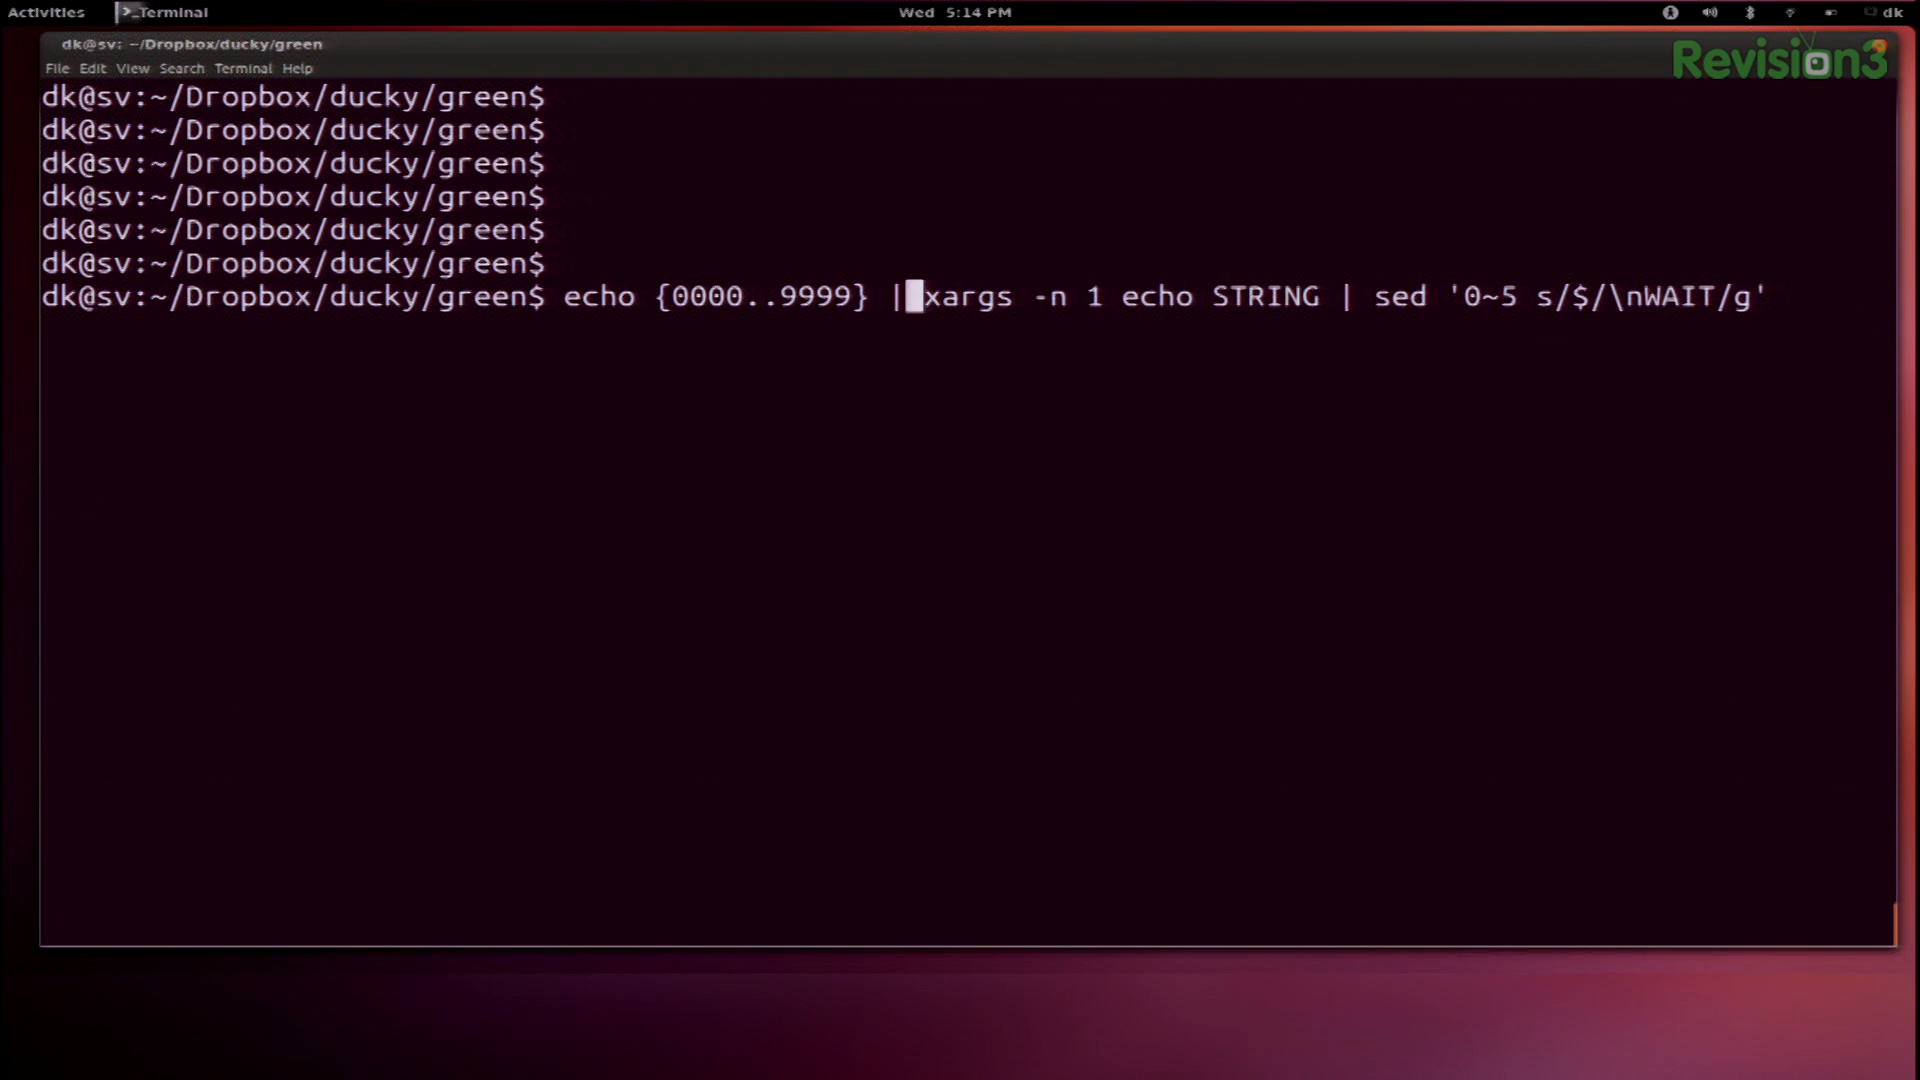 Activities Terminal Wed 5:14 PM dk
dk@sv: ~/Dropbox/ducky/green
Revision3
File Edit View Search Terminal Help
dk@sv:~/Dropbox/ducky/green$
dk@sv:~/Dropbox/ducky/green$
dk@sv:~/Dropbox/ducky/green$
dk@sv:~/Dropbox/ducky/green$
dk@sv:~/Dropbox/ducky/green$
dk@sv:~/Dropbox/ducky/green$
dk@sv:~/Dropbox/ducky/green$ echo {0000..9999} | xargs -n 1 echo STRING | sed '0~5 s/$/\nWAIT/g'